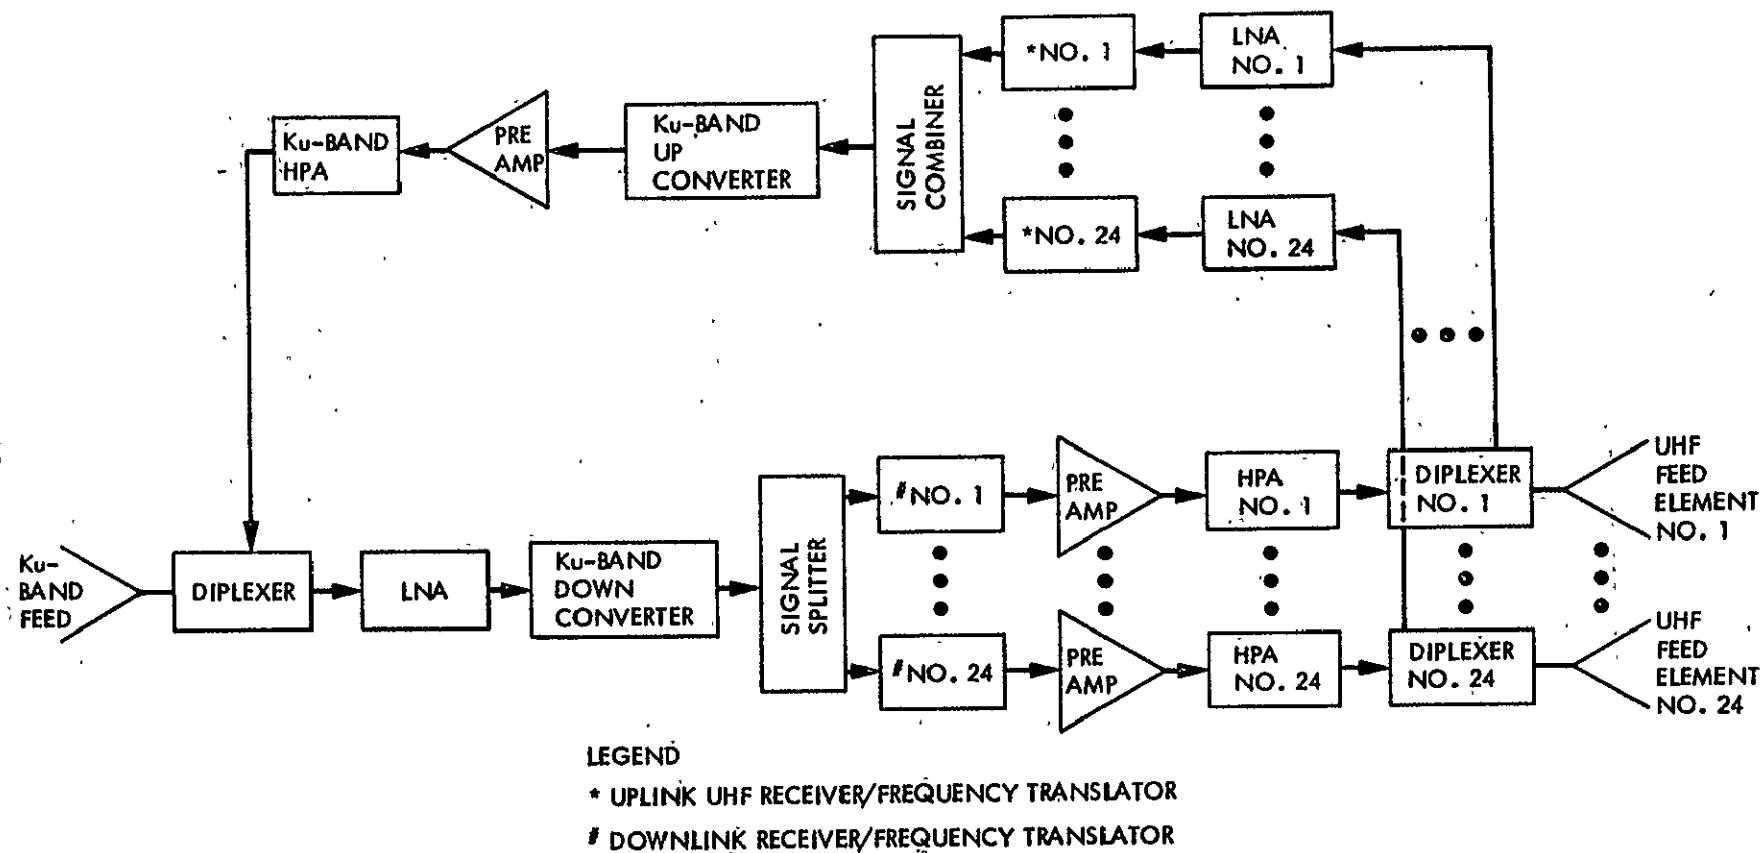 *NO. 1
LNA
NO. 1
SIGNAL
COMBINER
Ku-BAND
UP
CONVERTER
PRE
AMP
Ku-BAND
HPA
*NO. 24
LNA
NO. 24
Ku-
BAND
FEED
DIPLEXER
LNA
Ku-BAND
DOWN
CONVERTER
SIGNAL
SPLITTER
#NO. 1
PRE
AMP
HPA
NO. 1
DIPLEXER
NO. 1
UHF
FEED
ELEMENT
NO. 1
#NO. 24
PRE
AMP
HPA
NO. 24
DIPLEXER
NO. 24
UHF
FEED
ELEMENT
NO. 24
LEGEND
* UPLINK UHF RECEIVER/FREQUENCY TRANSLATOR
# DOWNLINK RECEIVER/FREQUENCY TRANSLATOR